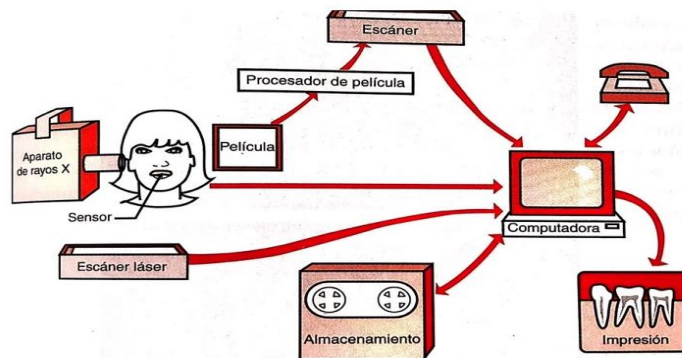 Escáner
Procesador de película
Película
Aparato
de rayos X
Sensor
Computadora
Escáner láser
Almacenamiento
Impresión